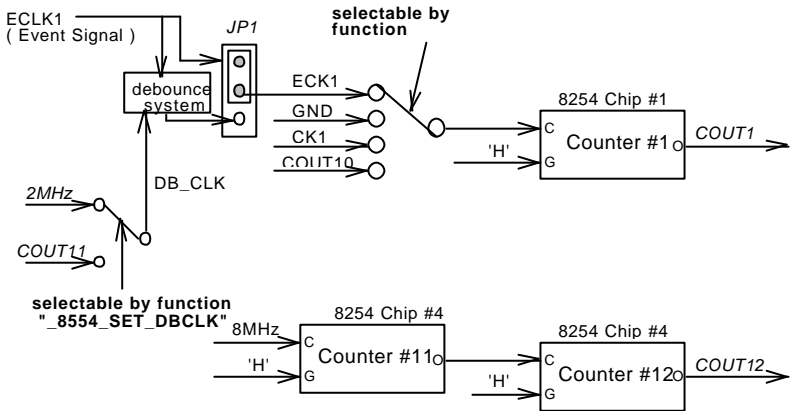 ECLK1
( Event Signal )
JP1
selectable by
function
debounce
system
ECK1
GND
CK1
COUT10
8254 Chip #1
C
G
Counter #1
O
COUT1
'H'
DB_CLK
2MHz
COUT11
selectable by function
"_8554_SET_DBCLK"
8254 Chip #4
8MHz
'H'
C
G
Counter #11
O
8254 Chip #4
'H'
C
G
Counter #12
O
COUT12